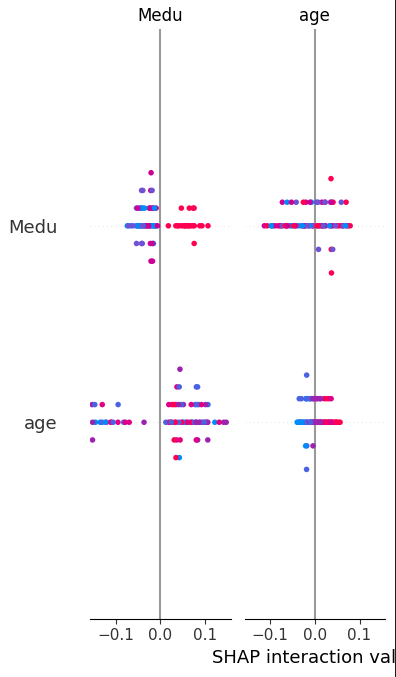 Medu age
Medu
age
−0.1 0.0 0.1 −0.1 0.0 0.1
SHAP interaction val